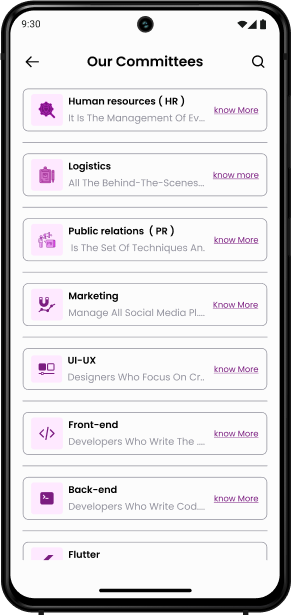 9:30
Our Committees
Human resources ( HR )
It Is The Management Of Ev...
know More
Logistics
All The Behind-The-Scenes...
know more
Public relations ( PR )
Is The Set Of Techniques An.
know More
Marketing
Manage All Social Media Pl....
Know More
UI-UX
Designers Who Focus On Cr..
know More
Front-end
Developers Who Write The ....
know More
Back-end
Developers Who Write Cod....
know More
Flutter